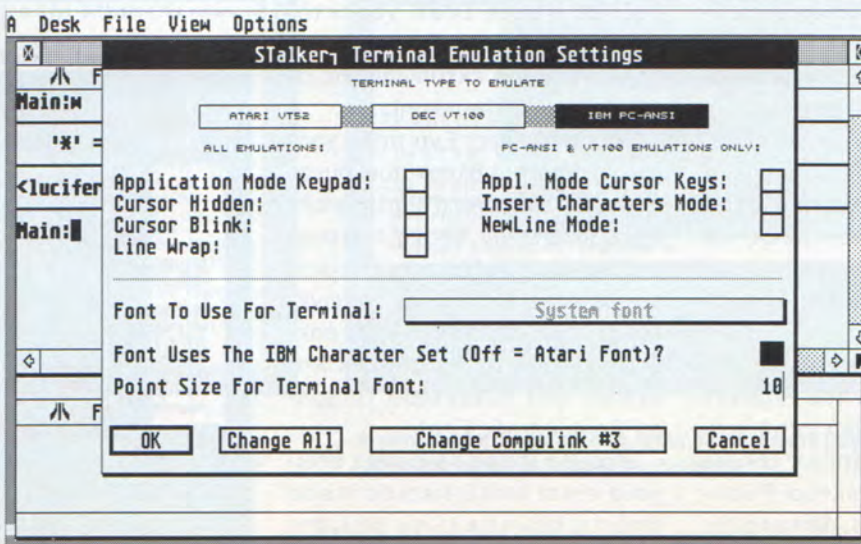 A Desk File View Options
STalker┐ Terminal Emulation Settings
F
TERMINAL TYPE TO EMULATE
Main:w
ATARI VT52 DEC VT100 IBM PC-ANSI
'X' =
ALL EMULATIONS: PC-ANSI & VT100 EMULATIONS ONLY:
<lucifer
Application Mode Keypad: Appl. Mode Cursor Keys:
Cursor Hidden: Insert Characters Mode:
Main:
Cursor Blink: NewLine Mode:
Line Wrap:
Font To Use For Terminal: System font
Font Uses The IBM Character Set (Off = Atari Font)?
Point Size For Terminal Font: 10
F
OK Change All Change Compulink #3 Cancel